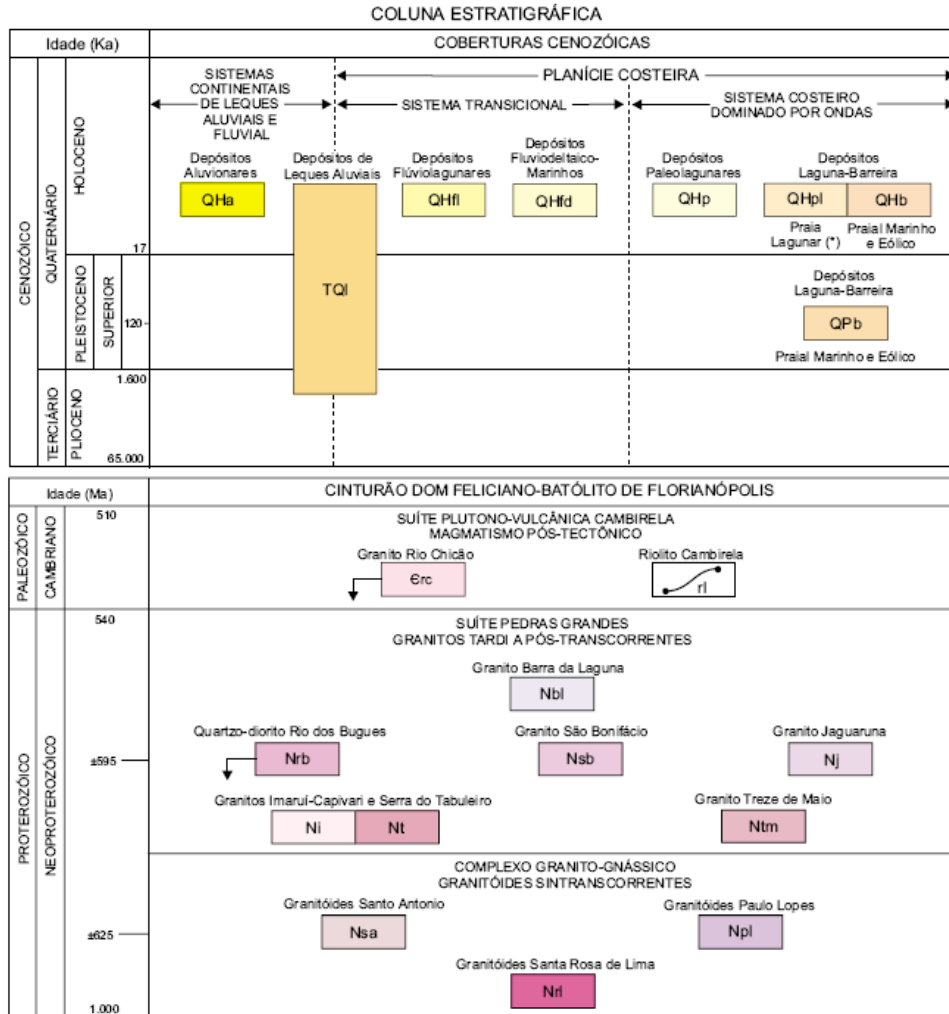 COLUNA ESTRATIGRÁFICA
Idade (Ka)
COBERTURAS CENOZÓICAS
CENOZÓICO
QUATERNÁRIO
HOLOCENO
17
PLEISTOCENO
SUPERIOR
120
1.600
TERCIÁRIO
PLIOCENO
65.000
SISTEMAS
CONTINENTAIS
DE LEQUES
ALUVIAIS E
FLUVIAL
PLANÍCIE COSTEIRA
SISTEMA TRANSICIONAL
SISTEMA COSTEIRO
DOMINADO POR ONDAS
Depósitos
Aluvionares
QHa
Depósitos de
Leques Aluviais
TQl
Depósitos
Flúviolagunares
QHfl
Depósitos
Fluviodeltaico-
Marinhos
QHfd
Depósitos
Paleolagunares
QHp
Depósitos
Laguna-Barreira
QHpl
QHb
Praia
Lagunar (*)
Praial Marinho
e Eólico
Depósitos
Laguna-Barreira
QPb
Praial Marinho e Eólico
Idade (Ma)
CINTURÃO DOM FELICIANO-BATÓLITO DE FLORIANÓPOLIS
PALEOZÓICO
CAMBRIANO
510
SUÍTE PLUTONO-VULCÂNICA CAMBIRELA
MAGMATISMO PÓS-TECTÔNICO
Granito Rio Chicão
Єrc
Riolito Cambirela
rl
PROTEROZÓICO
NEOPROTEROZÓICO
540
SUÍTE PEDRAS GRANDES
GRANITOS TARDI A PÓS-TRANSCORRENTES
Granito Barra da Laguna
Nbl
±595
Quartzo-diorito Rio dos Bugues
Nrb
Granito São Bonifácio
Nsb
Granito Jaguaruna
Nj
Granitos Imaruí-Capivari e Serra do Tabuleiro
Ni
Nt
Granito Treze de Maio
Ntm
COMPLEXO GRANITO-GNÁSSICO
GRANITÓIDES SINTRANSCORRENTES
±625
Granitóides Santo Antonio
Nsa
Granitóides Paulo Lopes
Npl
Granitóides Santa Rosa de Lima
Nrl
1.000